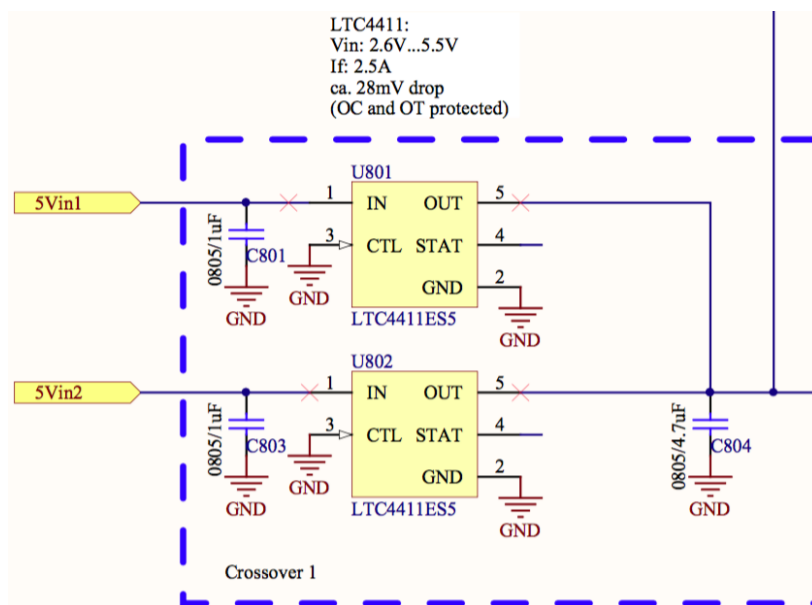 LTC4411:
Vin: 2.6V...5.5V
If: 2.5A
ca. 28mV drop
(OC and OT protected)
U801
5Vin1
1 IN OUT 5
0805/1uF
C801
3 CTL STAT 4
GND
GND 2
GND
LTC4411ES5
GND
U802
5Vin2
1 IN OUT 5
0805/1uF
C803
3 CTL STAT 4
0805/4.7uF
C804
GND 2
GND
GND
GND
LTC4411ES5
GND
Crossover 1